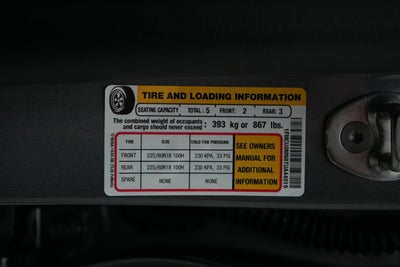 TIRE AND LOADING INFORMATION
SEATING CAPACITY TOTAL: 5 FRONT: 2 REAR: 3
The combined weight of occupants
and cargo should never exceed: 393 kg or 867 lbs.
TIRE SIZE COLD TIRE PRESSURE
FRONT 225/60R18 100H 230 KPA, 33 PSI
REAR 225/60R18 100H 230 KPA, 33 PSI
SPARE NONE NONE
SEE OWNERS
MANUAL FOR
ADDITIONAL
INFORMATION